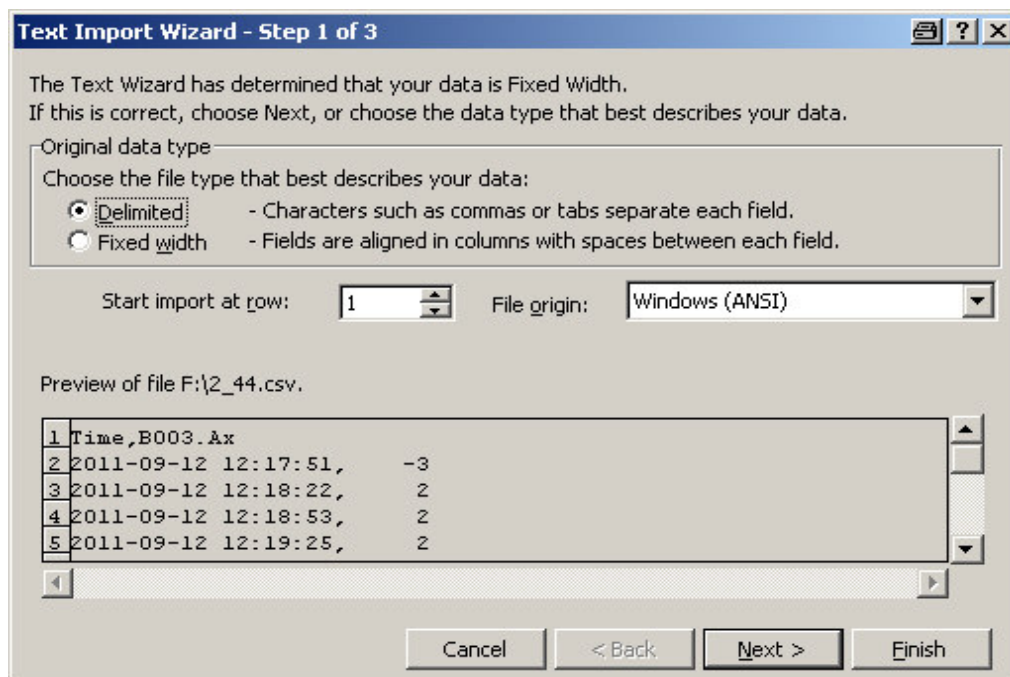 Text Import Wizard - Step 1 of 3
The Text Wizard has determined that your data is Fixed Width.
If this is correct, choose Next, or choose the data type that best describes your data.
Original data type
Choose the file type that best describes your data:
Delimited - Characters such as commas or tabs separate each field.
Fixed width - Fields are aligned in columns with spaces between each field.
Start import at row: 1 File origin: Windows (ANSI)
Preview of file F:\2_44.csv.
1 Time,B003.Ax
2 2011-09-12 12:17:51, -3
3 2011-09-12 12:18:22, 2
4 2011-09-12 12:18:53, 2
5 2011-09-12 12:19:25, 2
Cancel < Back Next > Finish